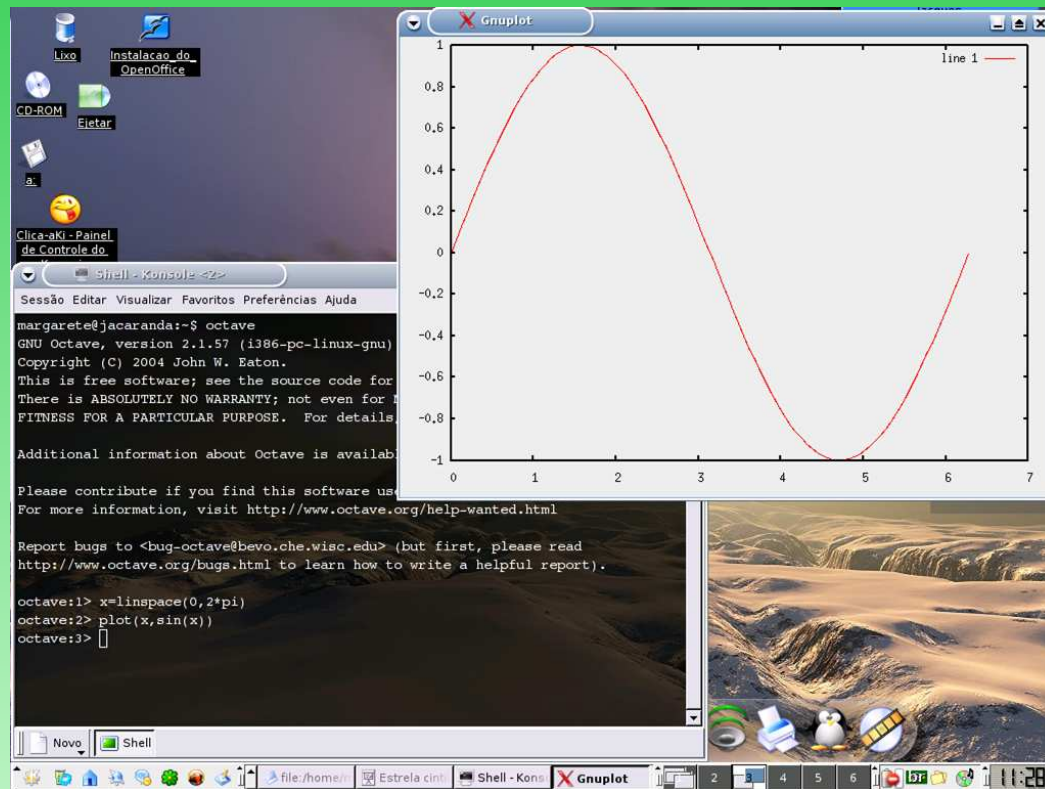 Lixo
Instalacao_do_
OpenOffice
CD-ROM
Ejetar
a:
Clica-aKi - Painel
de Controle do
Gnuplot
line 1
1
0.8
0.6
0.4
0.2
0
-0.2
-0.4
-0.6
-0.8
-1
0 1 2 3 4 5 6 7
Shell - Konsole <2>
Sessão Editar Visualizar Favoritos Preferências Ajuda
margarete@jacaranda:~$ octave
GNU Octave, version 2.1.57 (i386-pc-linux-gnu)
Copyright (C) 2004 John W. Eaton.
This is free software; see the source code for
There is ABSOLUTELY NO WARRANTY; not even for
FITNESS FOR A PARTICULAR PURPOSE. For details,
Additional information about Octave is availab
Please contribute if you find this software use
For more information, visit http://www.octave.org/help-wanted.html
Report bugs to <bug-octave@bevo.che.wisc.edu> (but first, please read
http://www.octave.org/bugs.html to learn how to write a helpful report).
octave:1> x=linspace(0,2*pi)
octave:2> plot(x,sin(x))
octave:3>
Novo Shell
file:/home/ Estrela cint Shell - Kons Gnuplot 2 3 4 5 6 br 11:28